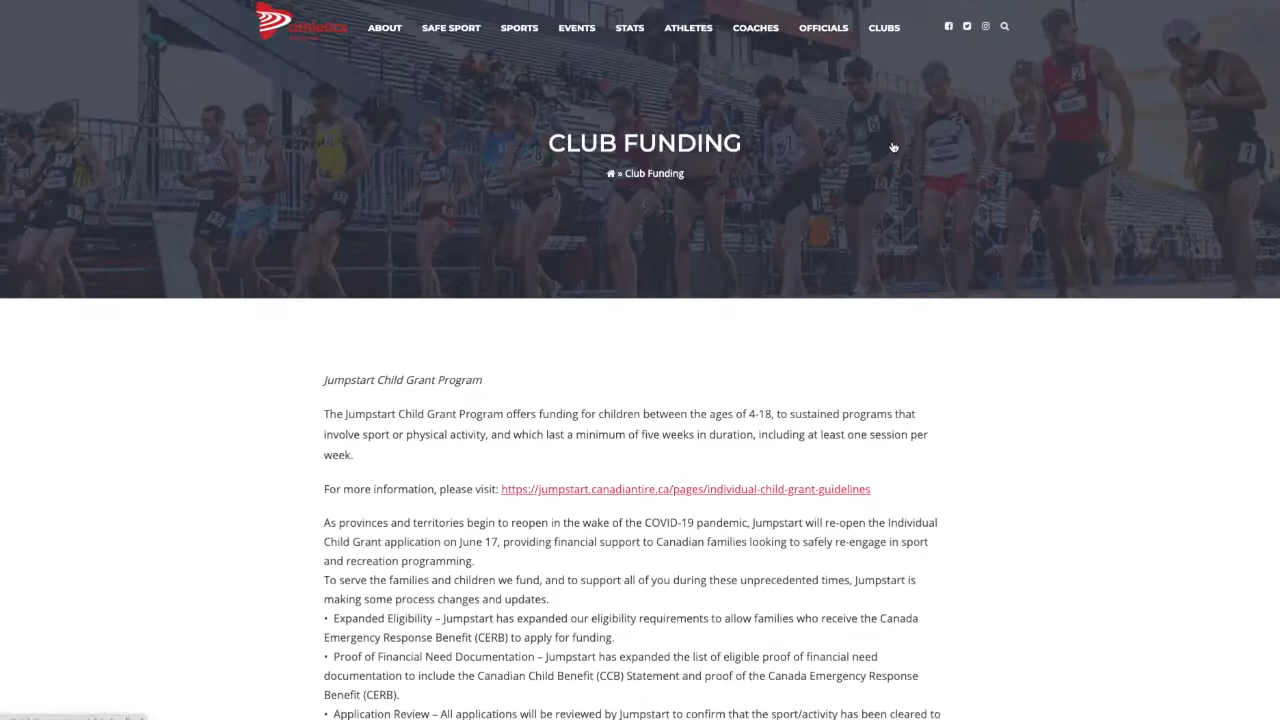 athletics
ABOUT SAFE SPORT SPORTS EVENTS STATS ATHLETES COACHES OFFICIALS CLUBS
CLUB FUNDING
» Club Funding
Jumpstart Child Grant Program
The Jumpstart Child Grant Program offers funding for children between the ages of 4-18, to sustained programs that
involve sport or physical activity, and which last a minimum of five weeks in duration, including at least one session per
week.
For more information, please visit: https://jumpstart.canadiantire.ca/pages/individual-child-grant-guidelines
As provinces and territories begin to reopen in the wake of the COVID-19 pandemic, Jumpstart will re-open the Individual
Child Grant application on June 17, providing financial support to Canadian families looking to safely re-engage in sport
and recreation programming.
To serve the families and children we fund, and to support all of you during these unprecedented times, Jumpstart is
making some process changes and updates.
• Expanded Eligibility – Jumpstart has expanded our eligibility requirements to allow families who receive the Canada
Emergency Response Benefit (CERB) to apply for funding.
• Proof of Financial Need Documentation – Jumpstart has expanded the list of eligible proof of financial need
documentation to include the Canadian Child Benefit (CCB) Statement and proof of the Canada Emergency Response
Benefit (CERB).
• Application Review – All applications will be reviewed by Jumpstart to confirm that the sport/activity has been cleared to